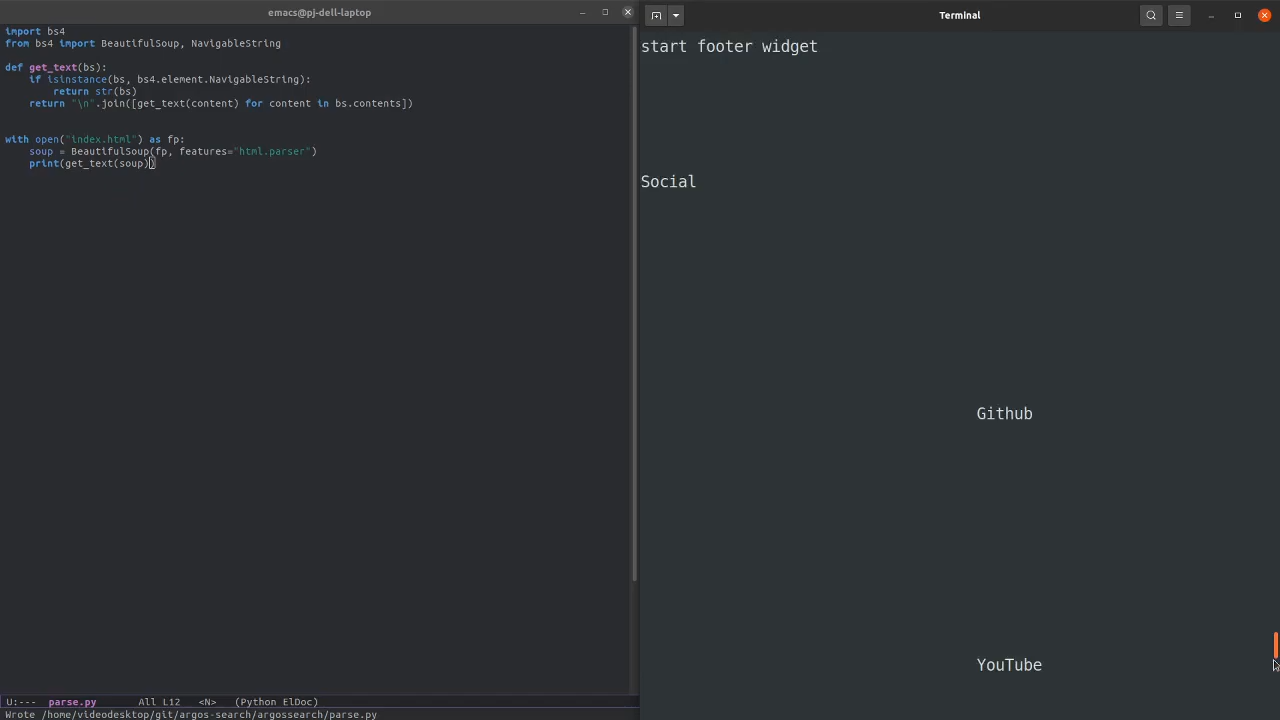 emacs@pj-dell-laptop
import bs4
from bs4 import BeautifulSoup, NavigableString
def get_text(bs):
    if isinstance(bs, bs4.element.NavigableString):
        return str(bs)
    return "\n".join([get_text(content) for content in bs.contents])
with open("index.html") as fp:
    soup = BeautifulSoup(fp, features="html.parser")
    print(get_text(soup))
U:---  parse.py       All L12   <N>   (Python ElDoc)
Wrote /home/videodesktop/git/argos-search/argossearch/parse.py
Terminal
start footer widget
Social
Github
YouTube